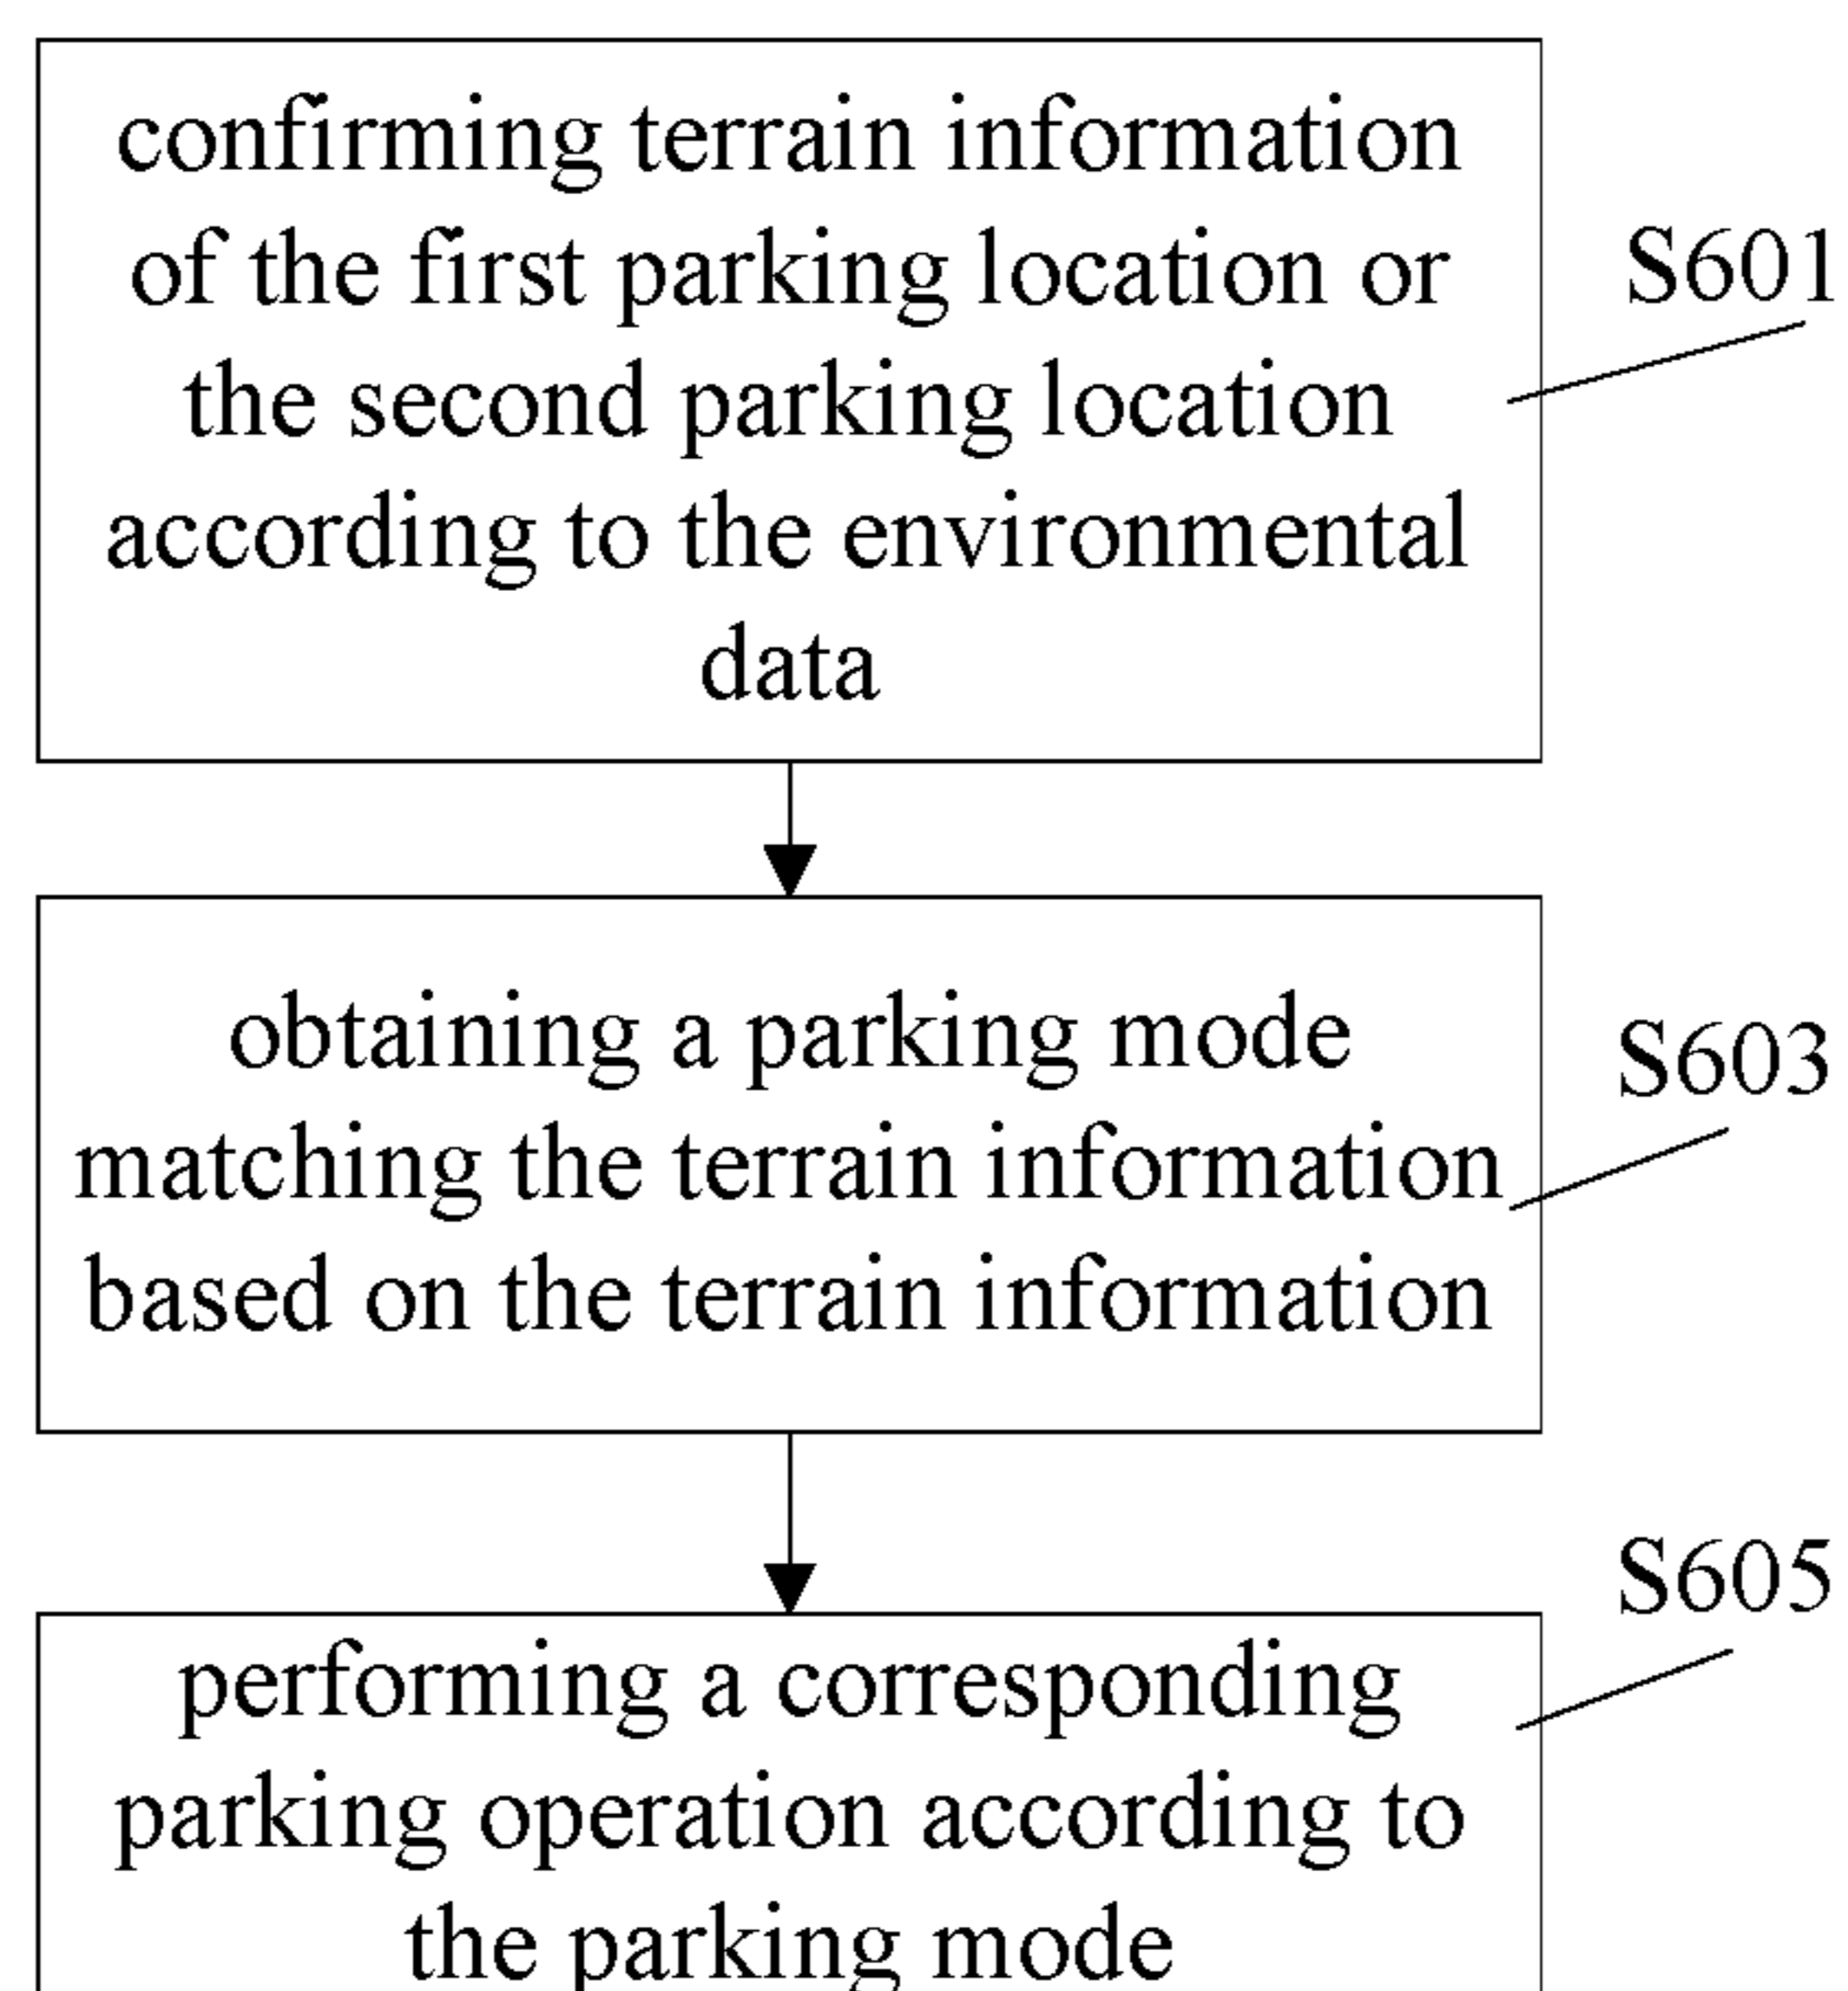 confirming terrain information
of the first parking location or
the second parking location
according to the environmental
data
S601
obtaining a parking mode
matching the terrain information
based on the terrain information
S603
performing a corresponding
parking operation according to
the parking mode
S605